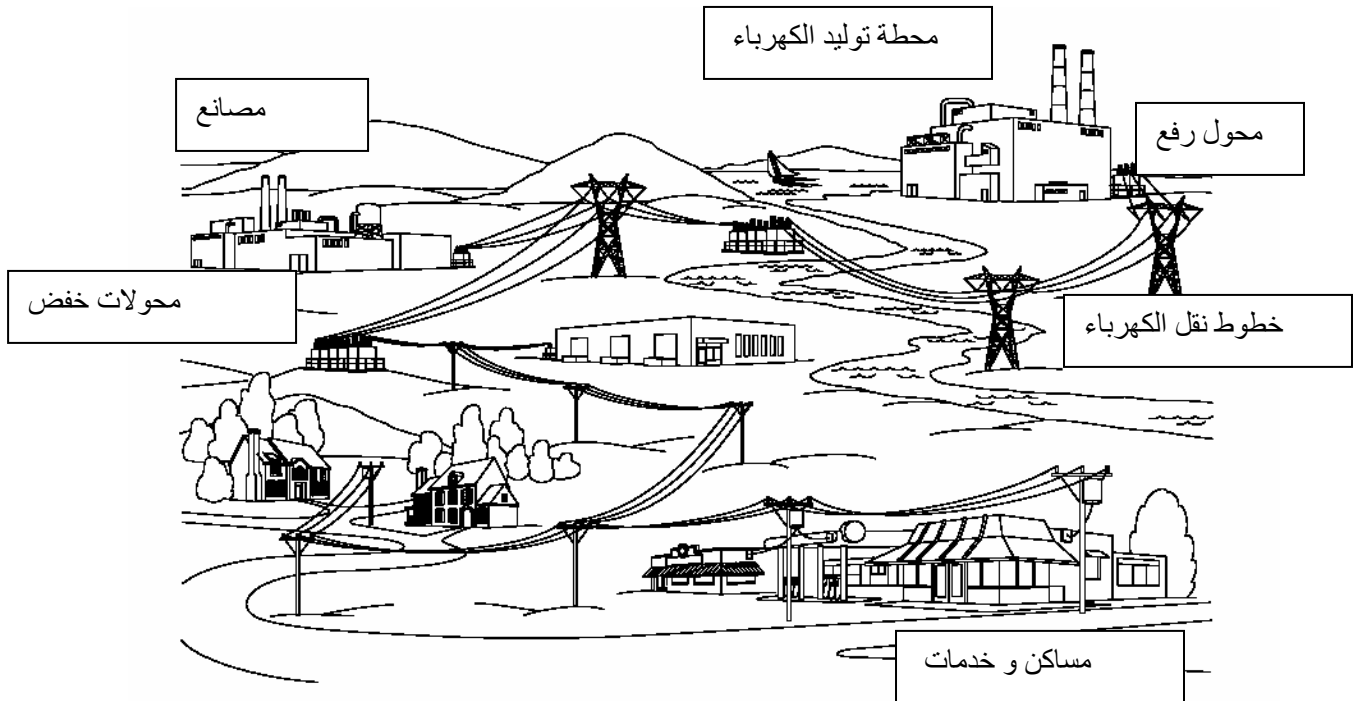 محطة توليد الكهرباء
مصانع
محول رفع
محولات خفض
خطوط نقل الكهرباء
مساكن و خدمات